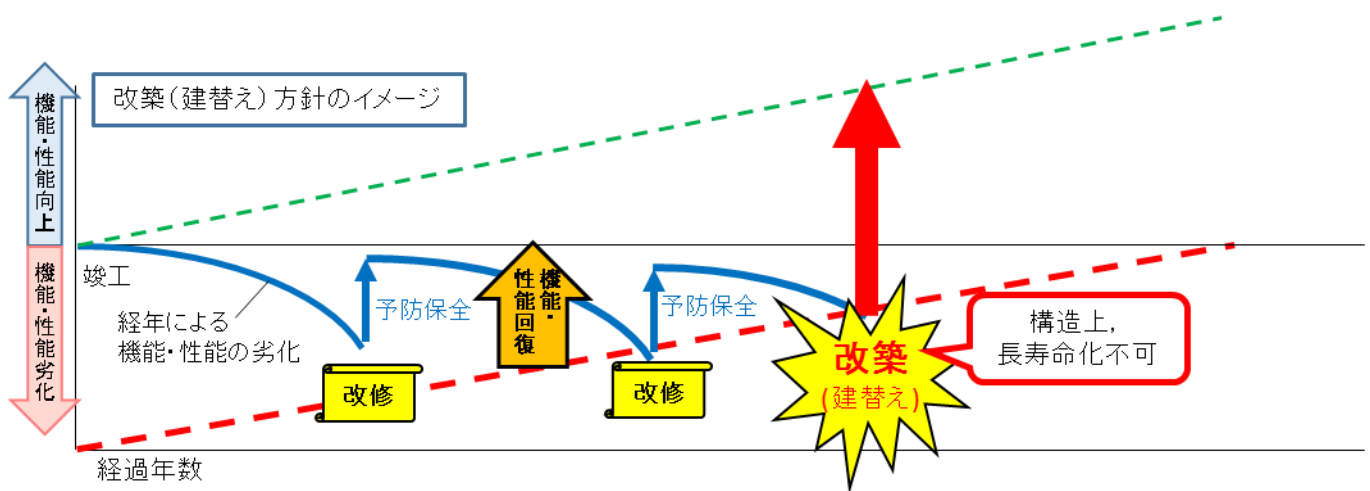 改築(建替え)方針のイメージ
機能・性能向上
機能・性能劣化
竣工
経年による
機能・性能の劣化
予防保全
機能・
性能回復
予防保全
改修
改修
改築
(建替え)
構造上,
長寿命化不可
経過年数